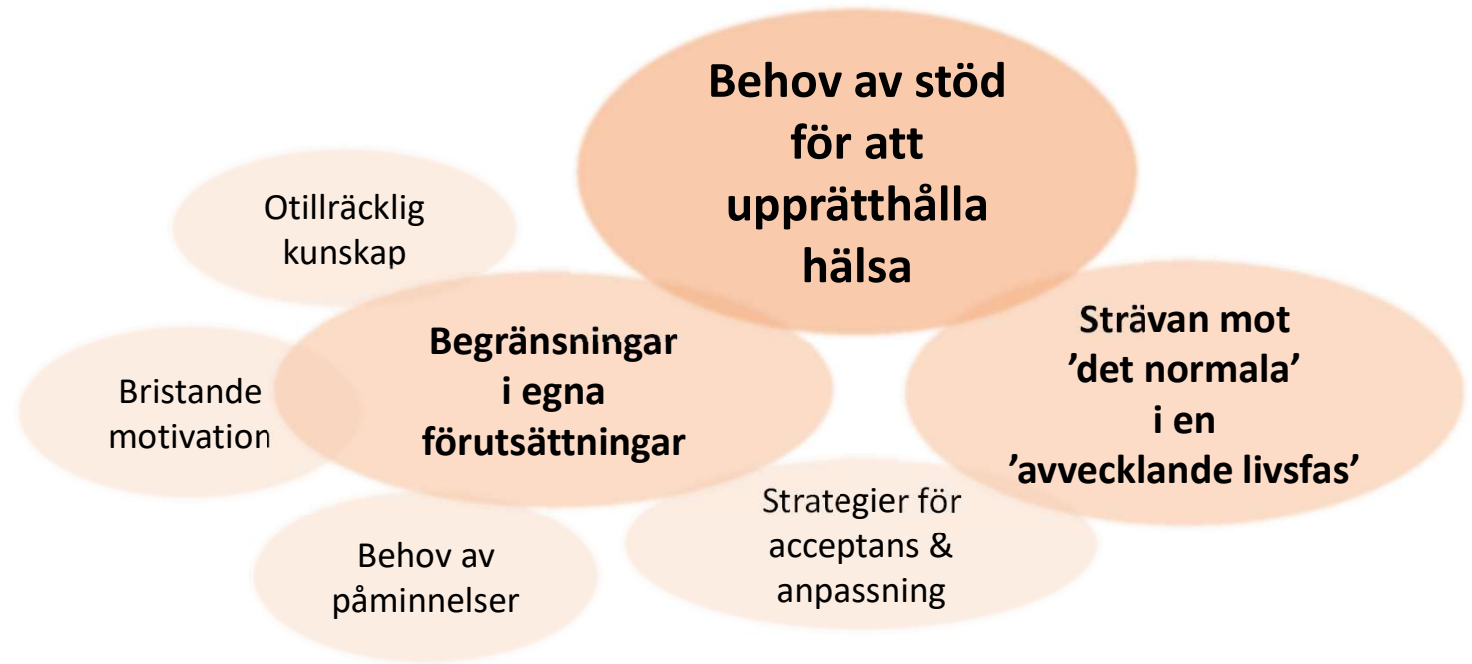 Behov av stöd
för att
upprätthålla
hälsa
Otillräcklig
kunskap
Begränsningar
i egna
förutsättningar
Strävan mot
’det normala’
i en
’avvecklande livsfas’
Bristande
motivation
Behov av
påminnelser
Strategier för
acceptans &
anpassning